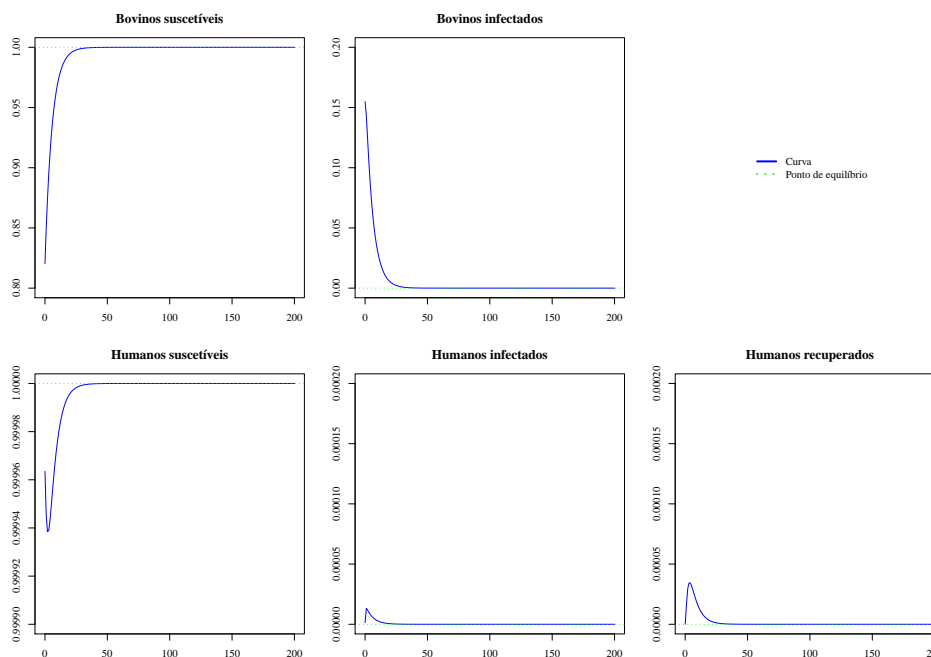 Bovinos suscetíveis
1.00
0.95
0.90
0.85
0.80
0 50 100 150 200
Bovinos infectados
0.20
0.15
0.10
0.00
0 50 100 150 200
Curva
Ponto de equilíbrio
Humanos suscetíveis
1.00000
0.99998
0.99996
0.99994
0.99992
0.99990
0 50 100 150 200
Humanos infectados
0.00020
0.00015
0.00010
0.00005
0.00000
0 50 100 150 200
Humanos recuperados
0.00020
0.00015
0.00010
0.00005
0.00000
0 50 100 150